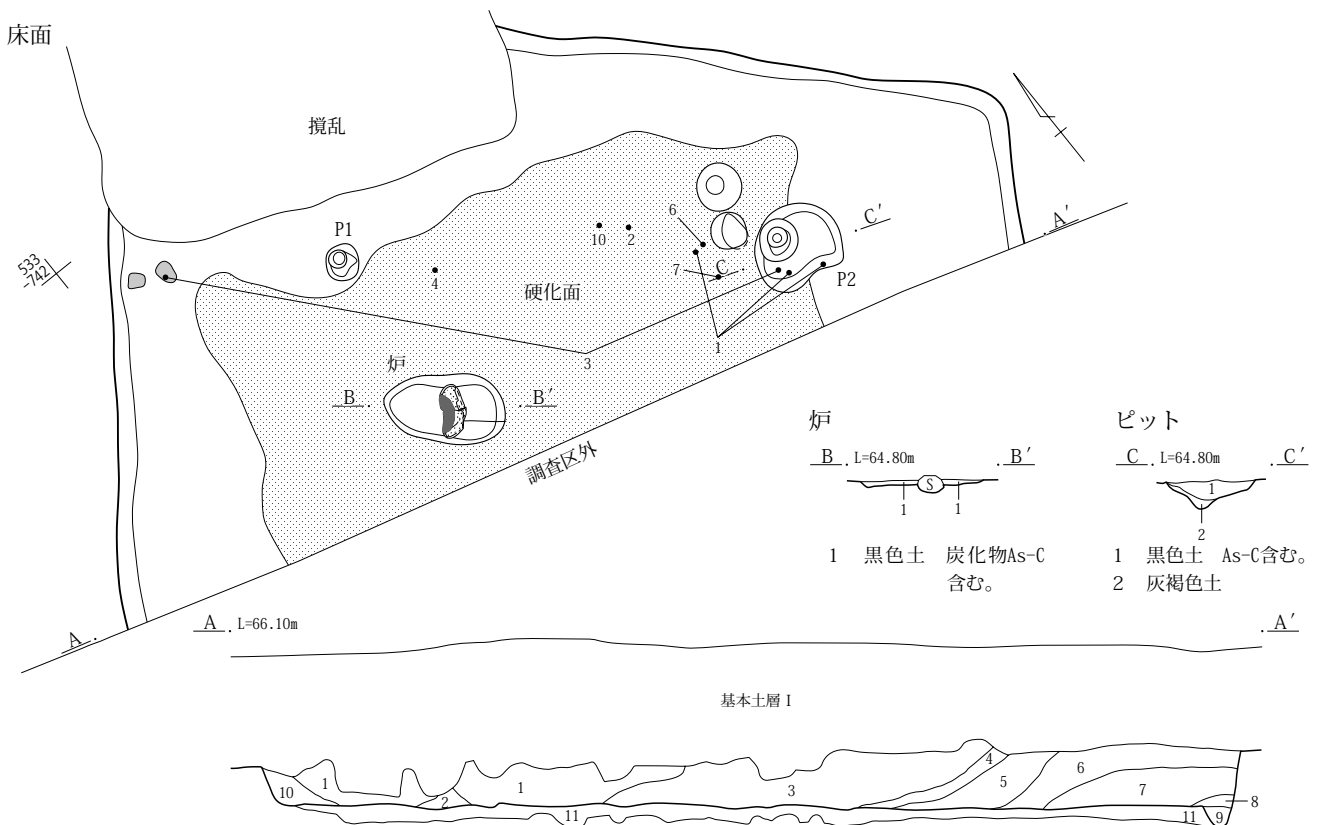 床面
撹乱
C′
A′
6
P1
10
2
533
-742
7
C
4
硬化面
P2
1
3
炉
B
B′
調査区外
炉
B L=64.80m B′
S
1 1
1 黒色土 炭化物As-C
含む。
ピット
C L=64.80m C′
1
2
1 黒色土 As-C含む。
2 灰褐色土
A
A L=66.10m A′
基本土層Ⅰ
4
10
1
2
1
3
5
6
7
8
11
11
9